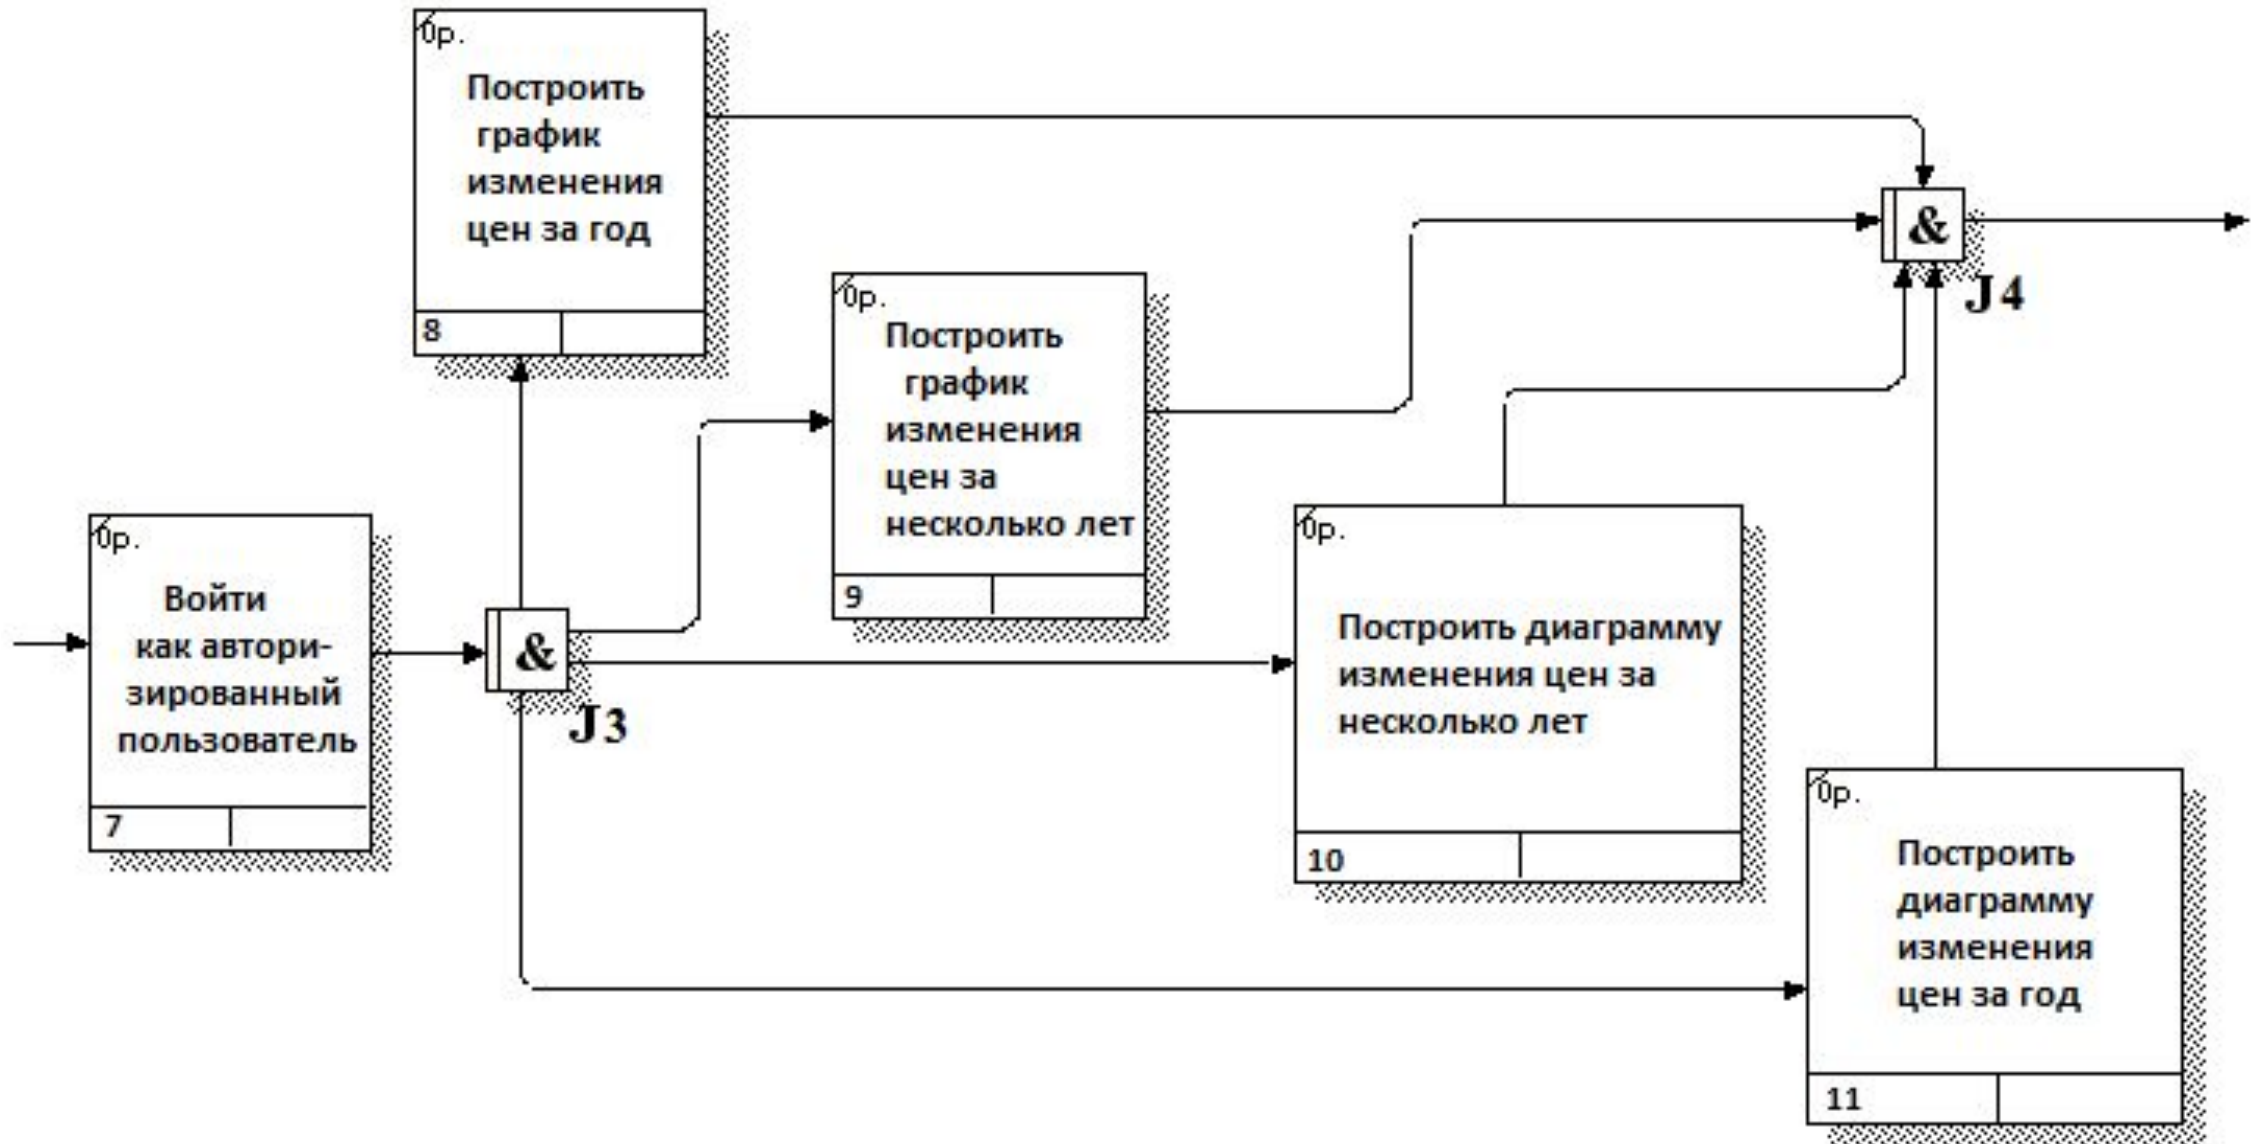 0р.
Построить
график
изменения
цен за год
8
&
J4
0р.
Построить
график
изменения
цен за
несколько лет
9
0р.
Войти
как автори-
зированный
пользователь
7
&
J3
0р.
Построить диаграмму
изменения цен за
несколько лет
10
0р.
Построить
диаграмму
изменения
цен за год
11